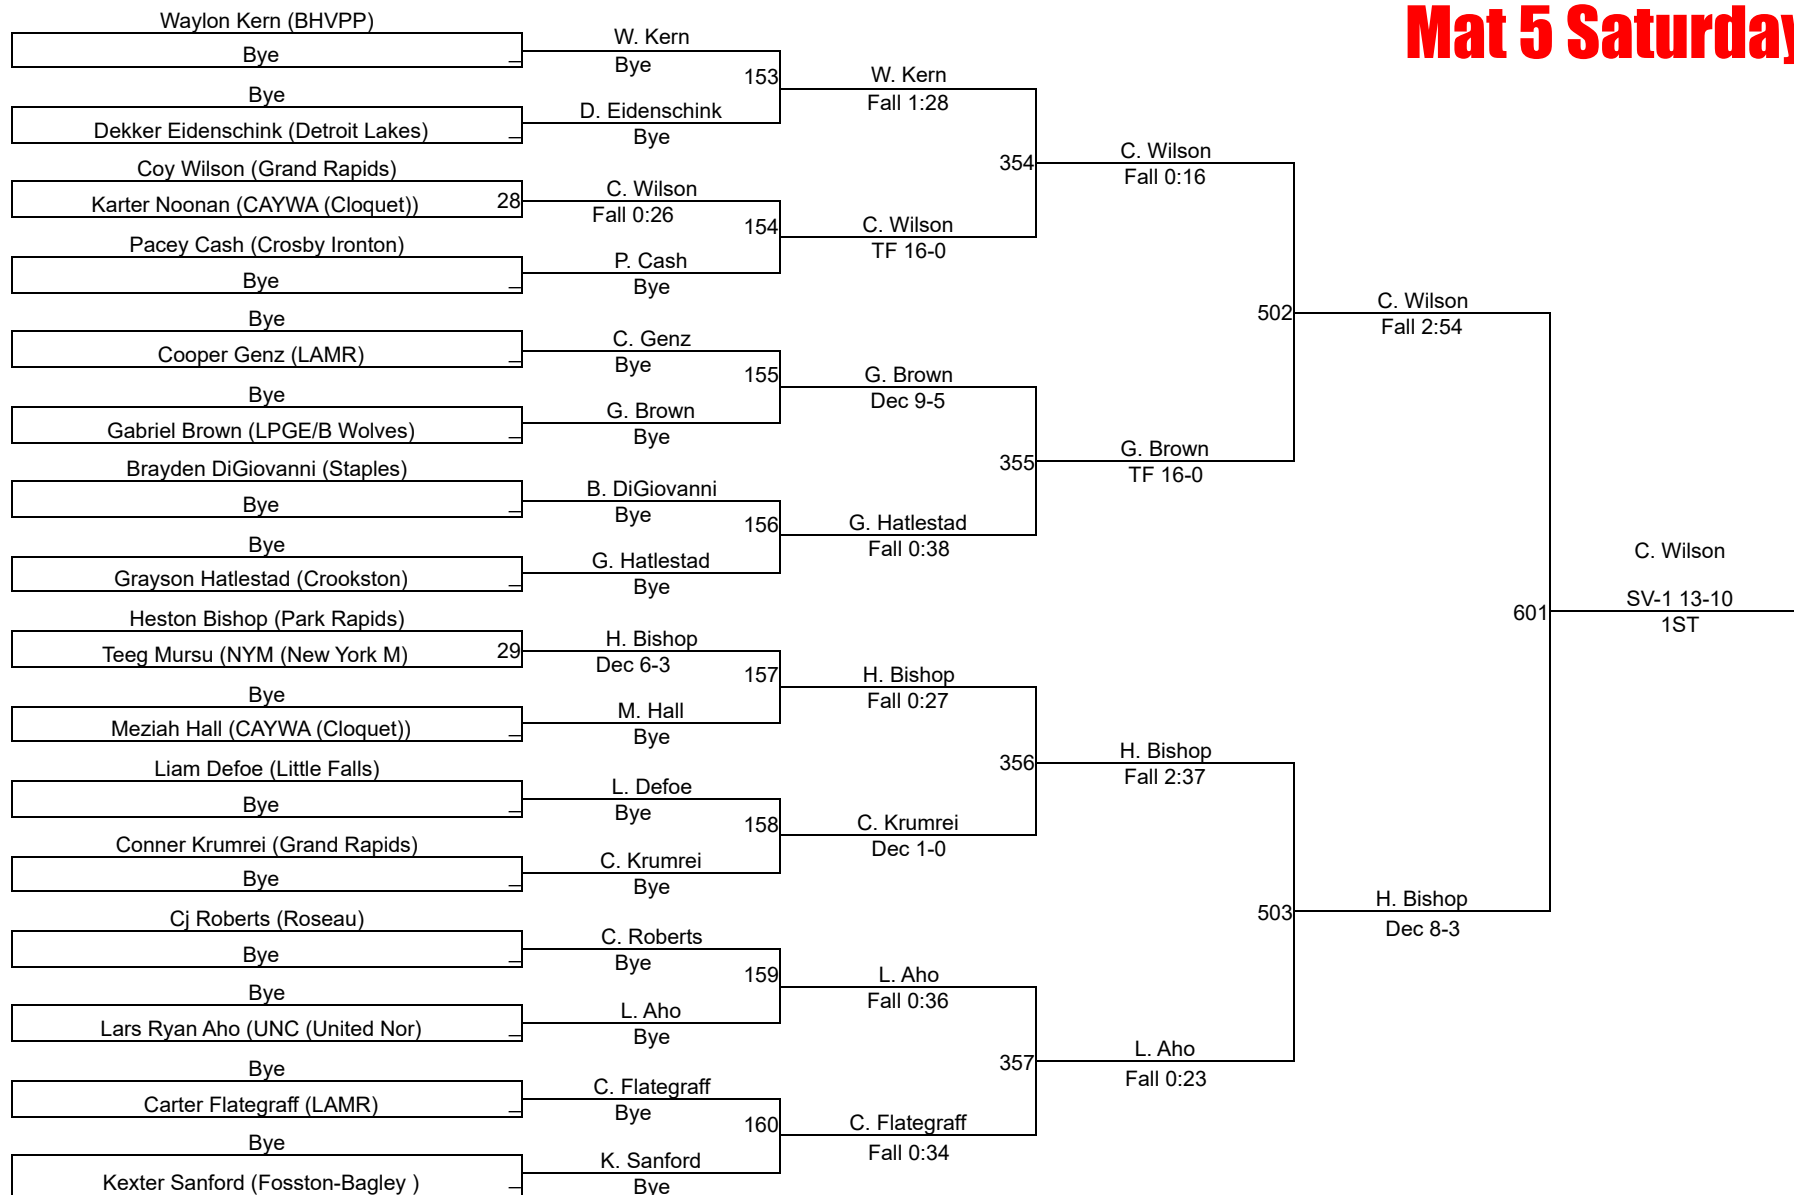 Mat 5 Saturday
Waylon Kern (BHVPP)
Bye
Bye
Dekker Eidenschink (Detroit Lakes)
Coy Wilson (Grand Rapids)
Karter Noonan (CAYWA (Cloquet))
28
Pacey Cash (Crosby Ironton)
Bye
Bye
Cooper Genz (LAMR)
Bye
Gabriel Brown (LPGE/B Wolves)
Brayden DiGiovanni (Staples)
Bye
Bye
Grayson Hatlestad (Crookston)
Heston Bishop (Park Rapids)
Teeg Mursu (NYM (New York M)
29
Bye
Meziah Hall (CAYWA (Cloquet))
Liam Defoe (Little Falls)
Bye
Conner Krumrei (Grand Rapids)
Bye
Cj Roberts (Roseau)
Bye
Bye
Lars Ryan Aho (UNC (United Nor)
Bye
Carter Flategraff (LAMR)
Bye
Kexter Sanford (Fosston-Bagley )
W. Kern
Bye
153
D. Eidenschink
Bye
C. Wilson
Fall 0:26
154
P. Cash
Bye
C. Genz
Bye
155
G. Brown
Bye
B. DiGiovanni
Bye
156
G. Hatlestad
Bye
H. Bishop
Dec 6-3
157
M. Hall
Bye
L. Defoe
Bye
158
C. Krumrei
Bye
C. Roberts
Bye
159
L. Aho
Bye
C. Flategraff
Bye
160
K. Sanford
Bye
W. Kern
Fall 1:28
354
C. Wilson
TF 16-0
G. Brown
Dec 9-5
355
G. Hatlestad
Fall 0:38
H. Bishop
Fall 0:27
356
C. Krumrei
Dec 1-0
L. Aho
Fall 0:36
357
C. Flategraff
Fall 0:34
C. Wilson
Fall 0:16
502
G. Brown
TF 16-0
H. Bishop
Fall 2:37
503
L. Aho
Fall 0:23
C. Wilson
Fall 2:54
601
H. Bishop
Dec 8-3
C. Wilson
SV-1 13-10
1ST